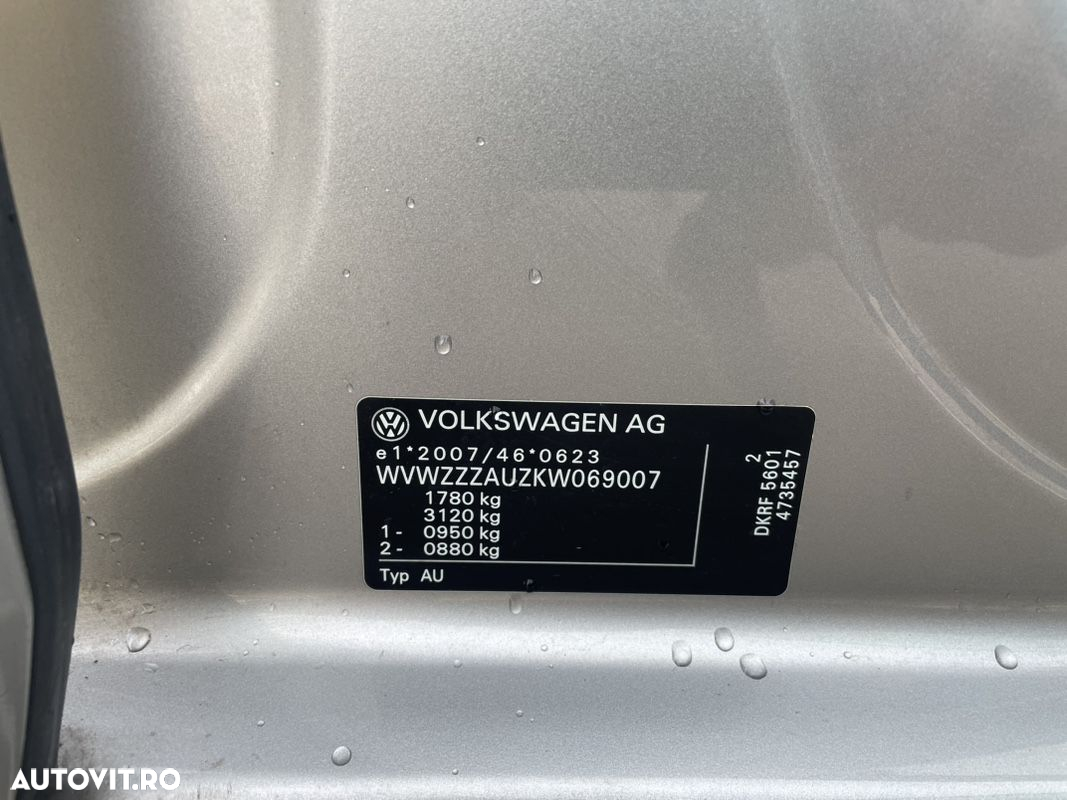 VOLKSWAGEN AG
e1*2007/46*0623
WVWZZZAUZKW069007
1780 kg
3120 kg
1- 0950 kg
2- 0880 kg
Typ AU
2
DKRF 5601
4735457
AUTOVIT.RO